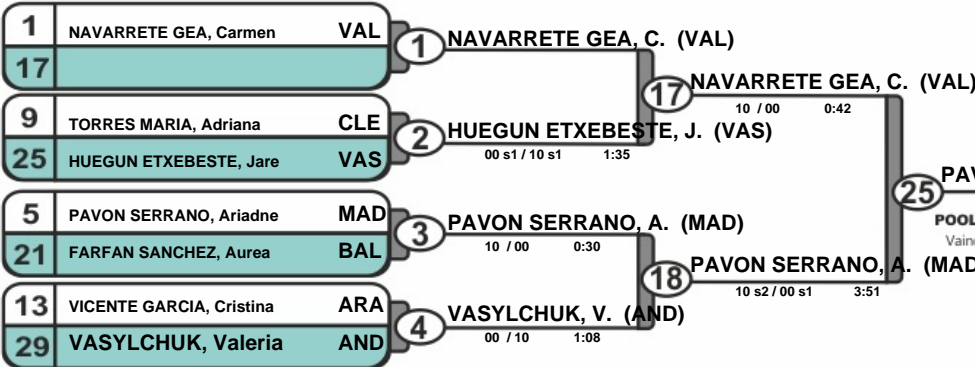 1 NAVARRETE GEA, Carmen VAL
17
1 NAVARRETE GEA, C. (VAL)
9 TORRES MARIA, Adriana CLE
25 HUEGUN ETXEBESTE, Jare VAS
2 HUEGUN ETXEBESTE, J. (VAS)
00 s1 / 10 s1 1:35
17 NAVARRETE GEA, C. (VAL)
10 / 00 0:42
5 PAVON SERRANO, Ariadne MAD
21 FARFAN SANCHEZ, Aurea BAL
3 PAVON SERRANO, A. (MAD)
10 / 00 0:30
13 VICENTE GARCIA, Cristina ARA
29 VASYLCHUK, Valeria AND
4 VASYLCHUK, V. (AND)
00 / 10 1:08
18 PAVON SERRANO, A. (MAD
10 s2 / 00 s1 3:51
25 PAV
POOL